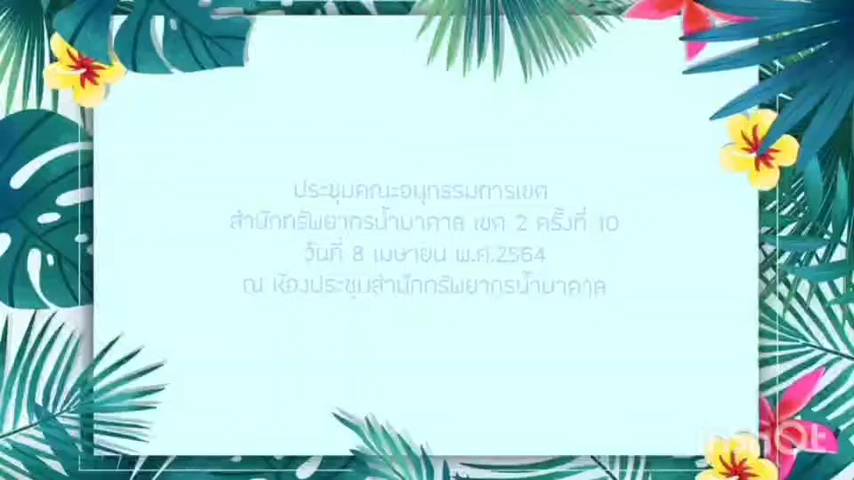 ประชุมคณะอนุกรรมการเขต
สำนักทรัพยากรน้ำบาดาล เขต 2 ครั้งที่ 10
วันที่ 8 เมษายน พ.ศ.2564
ณ ห้องประชุมสำนักทรัพยากรน้ำบาดาล